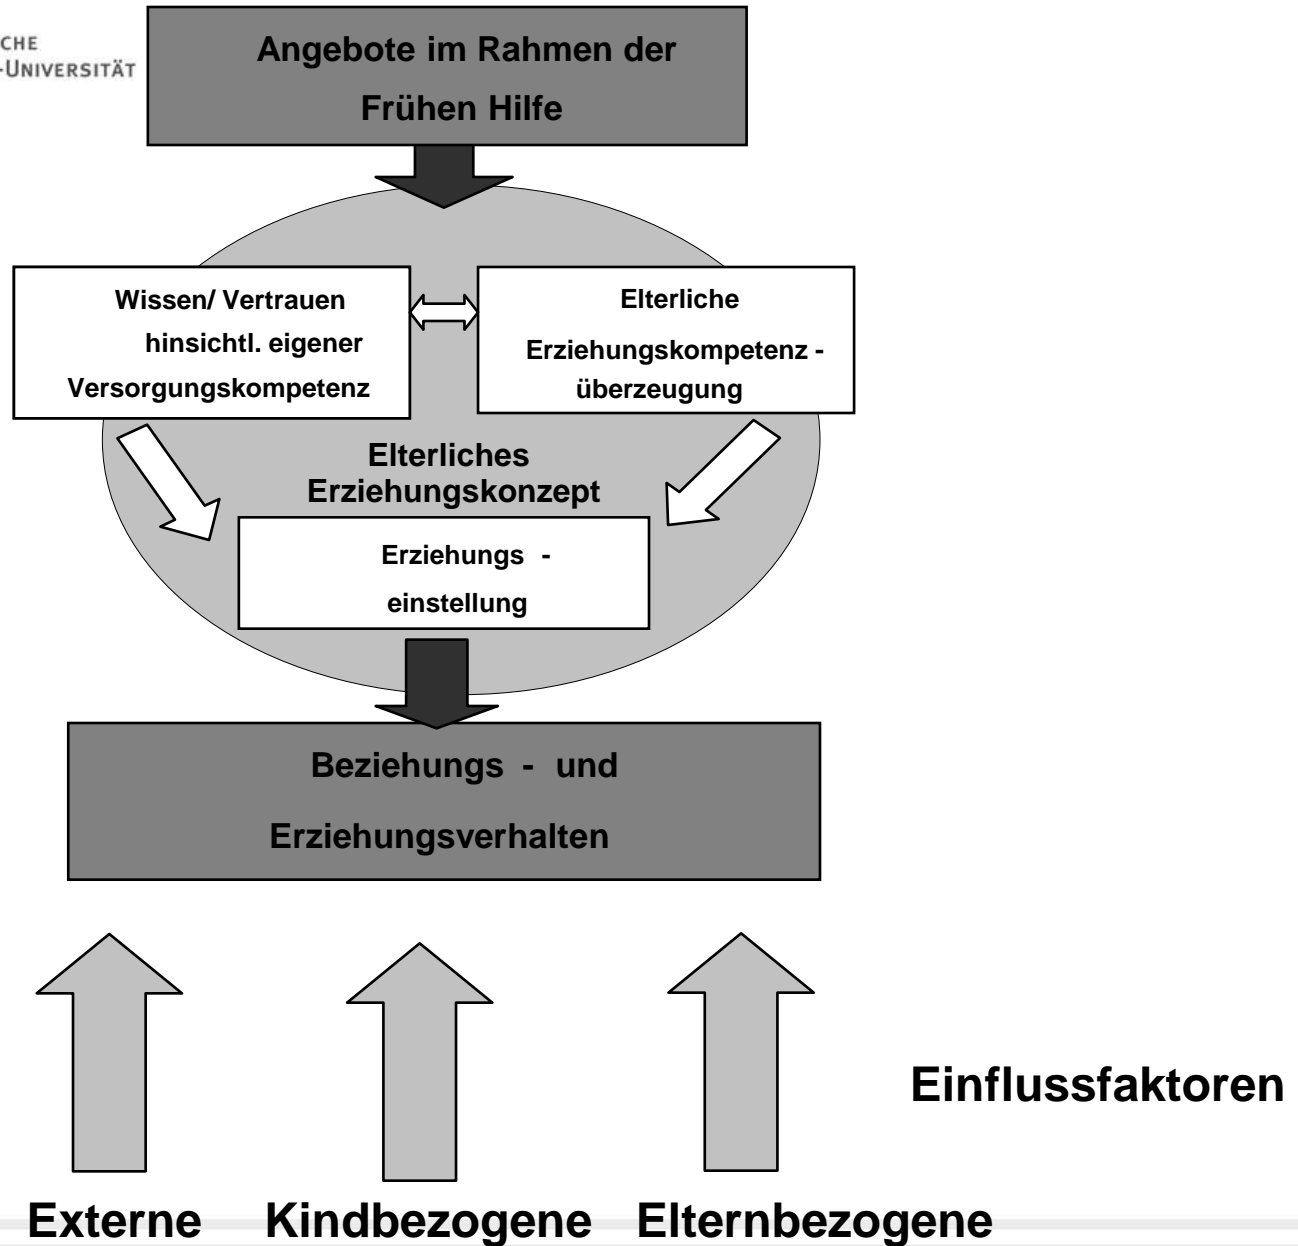 CHE
-UNIVERSITÄT
Angebote im Rahmen der
Frühen Hilfe
Wissen/ Vertrauen
hinsichtl. eigener
Versorgungskompetenz
Elterliche
Erziehungskompetenz -
überzeugung
Elterliches
Erziehungskonzept
Erziehungs -
einstellung
Beziehungs - und
Erziehungsverhalten
Einflussfaktoren
Externe Kindbezogene Elternbezogene